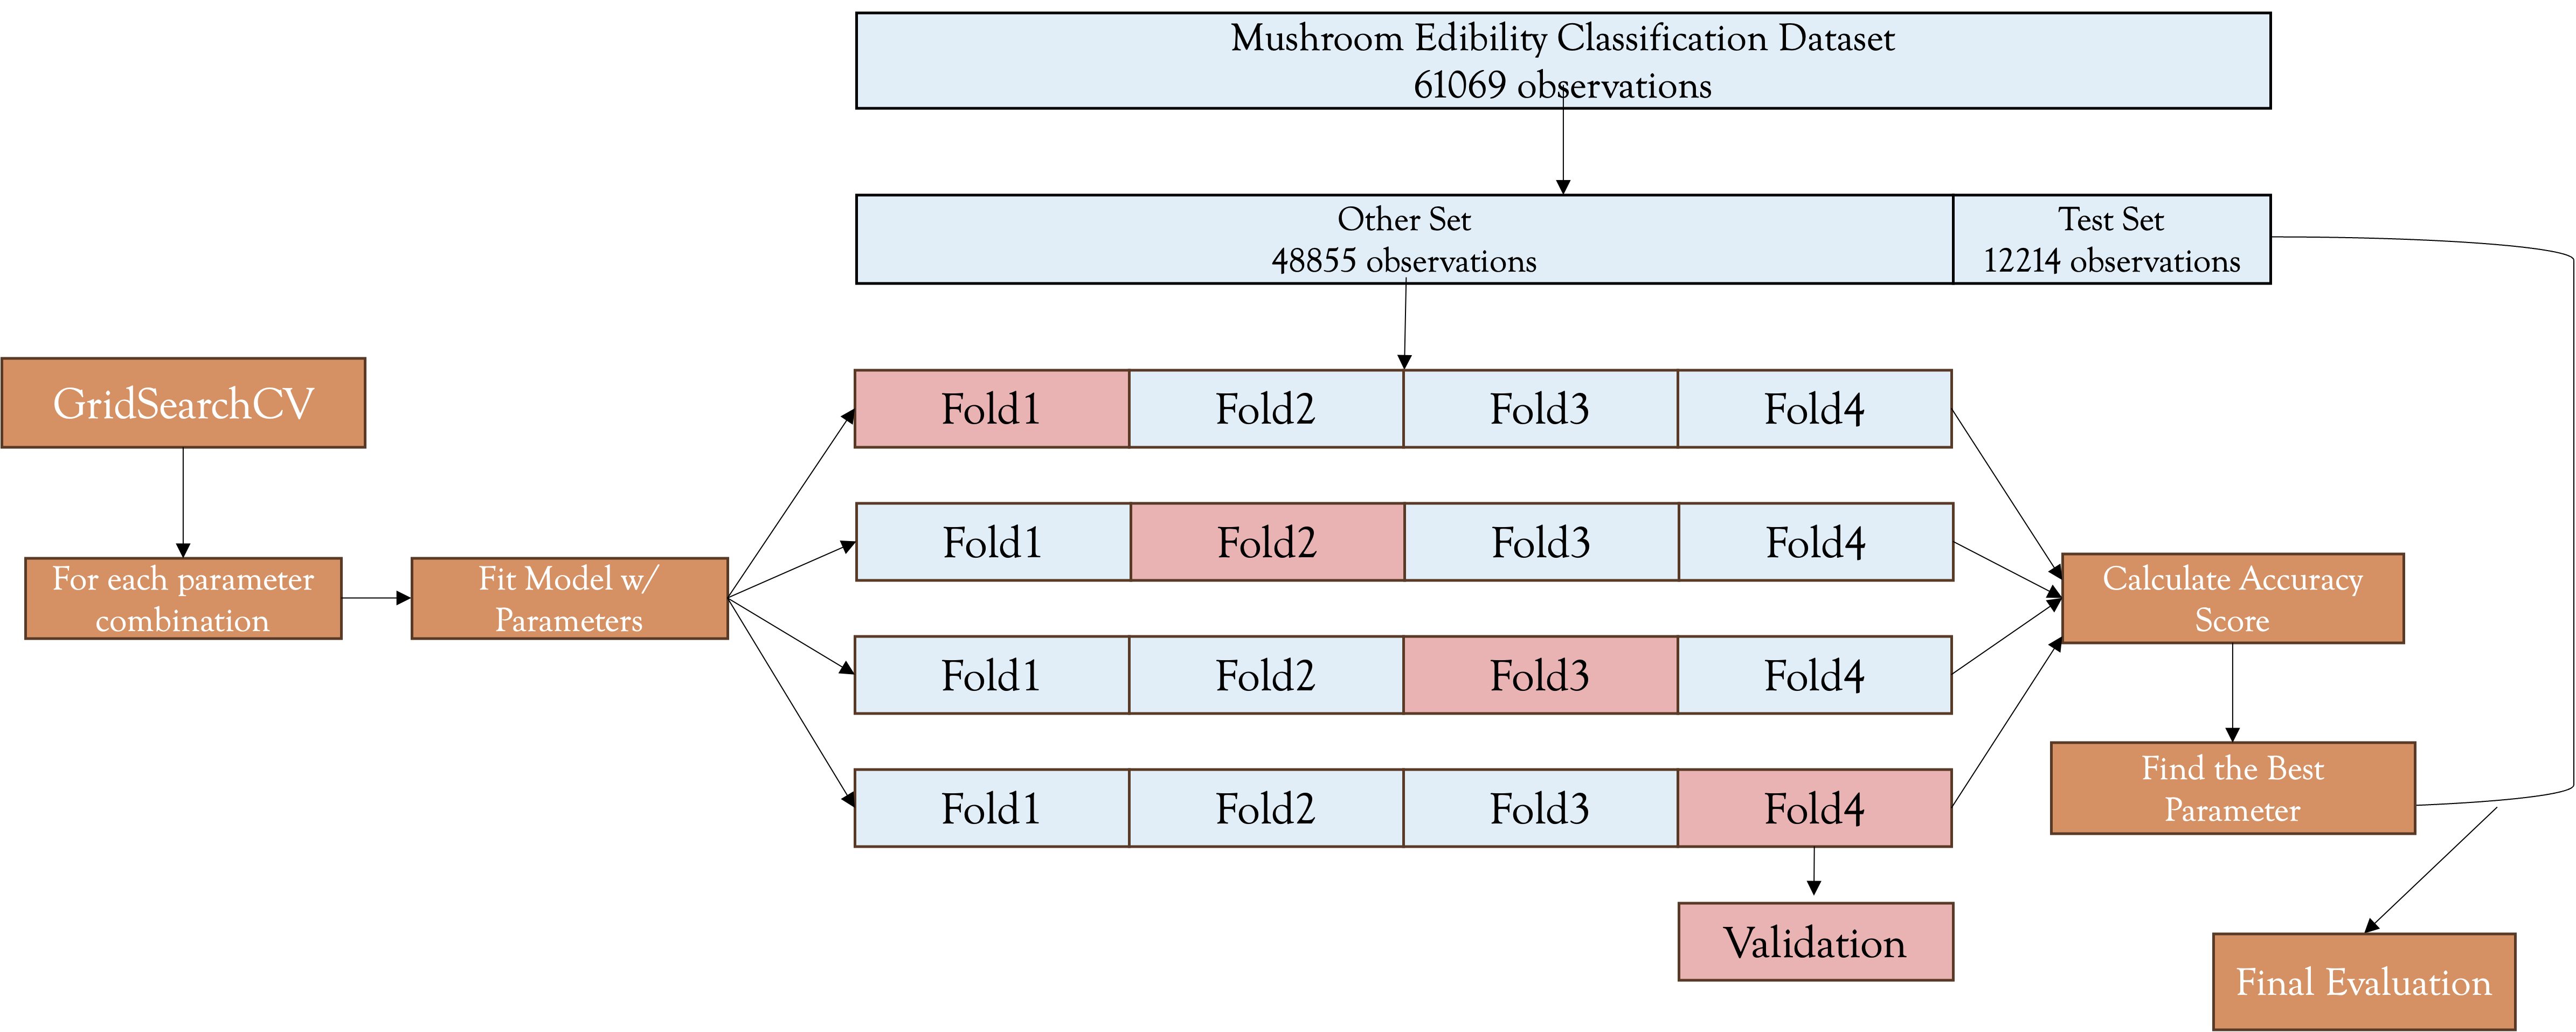 Mushroom Edibility Classification Dataset
61069 observations
Other Set
48855 observations
Test Set
12214 observations
GridSearchCV
For each parameter
combination
Fit Model w/
Parameters
Fold1
Fold2
Fold3
Fold4
Fold1
Fold2
Fold3
Fold4
Fold1
Fold2
Fold3
Fold4
Fold1
Fold2
Fold3
Fold4
Validation
Calculate Accuracy
Score
Find the Best
Parameter
Final Evaluation